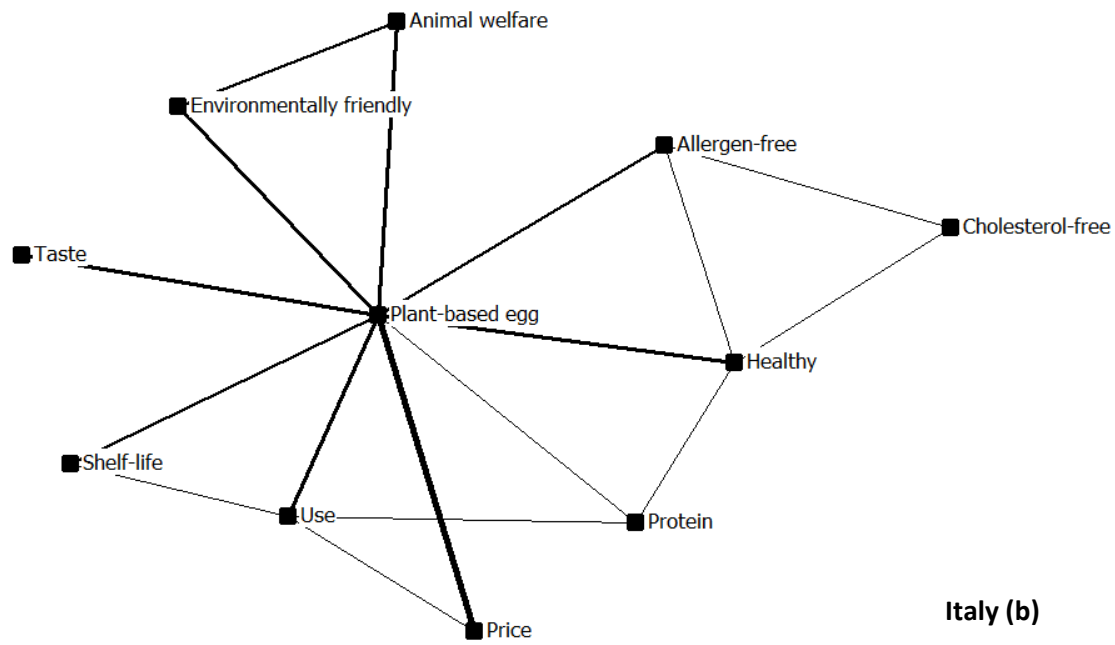 Animal welfare
Environmentally friendly
Allergen-free
Cholesterol-free
Taste
Plant-based egg
Healthy
Shelf-life
Use
Protein
Italy (b)
Price